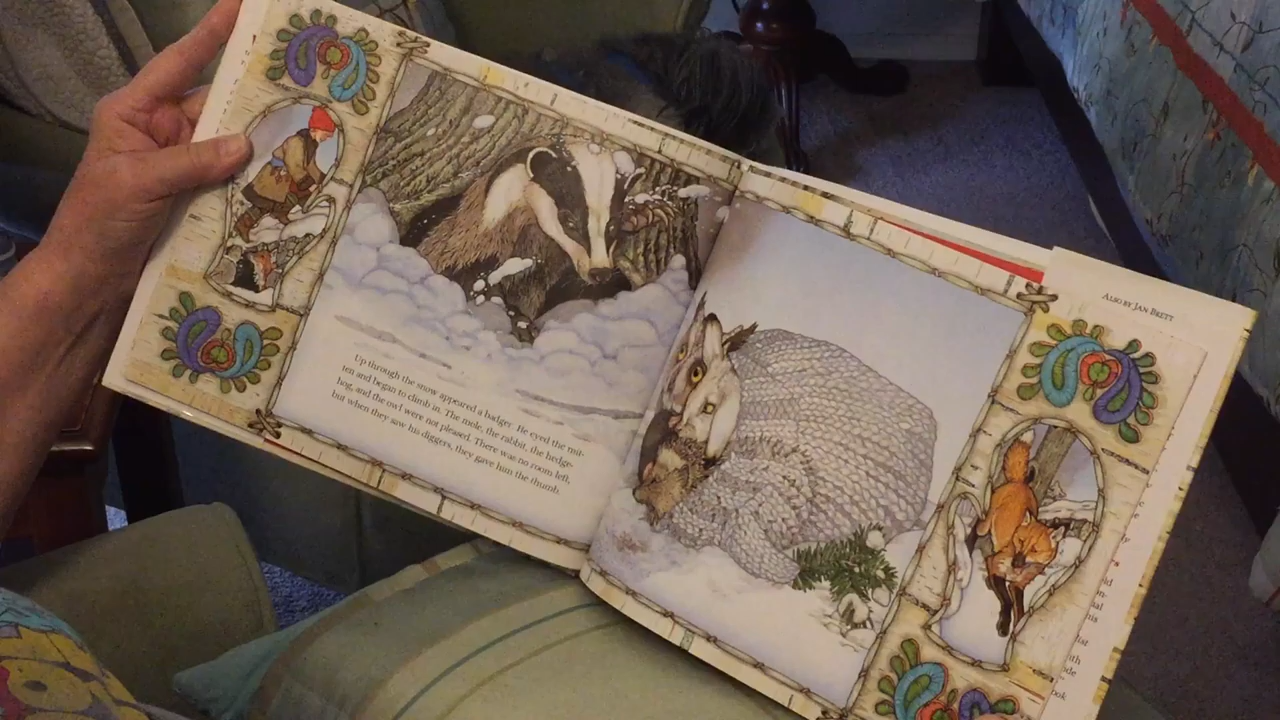 Up through the snow appeared a badger. He eyed the mit-
ten and began to climb in. The mole, the rabbit, the hedge-
hog, and the owl were not pleased. There was no room left,
but when they saw his diggers, they gave him the thumb.
ALSO BY JAN BRETT